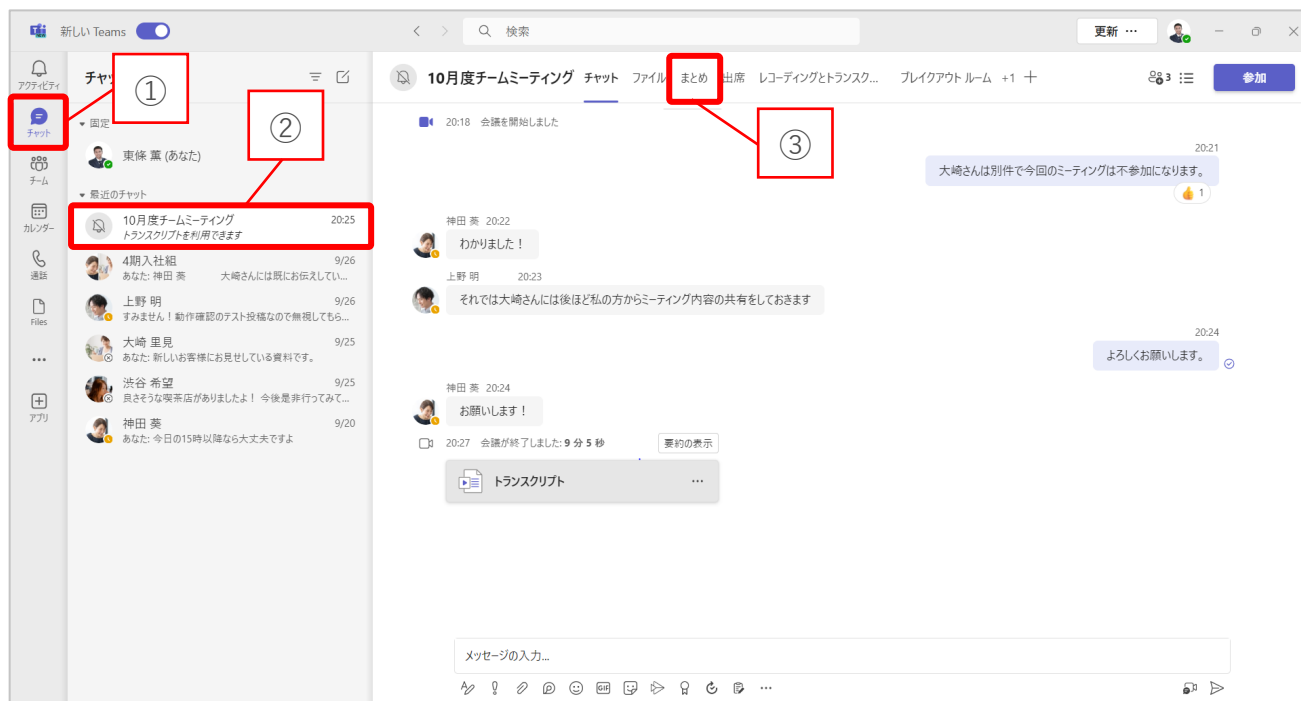 新しい Teams
検索
更新 …
アクティビティ
チャット
①
②
③
10月度チームミーティング チャット ファイル まとめ 出席 レコーディングとトランスク... ブレイクアウト ルーム +1
3
参加
チャット
チーム
カレンダー
通話
Files
アプリ
固定
東條 薫 (あなた)
最近のチャット
10月度チームミーティング 20:25
トランスクリプトを利用できます
4期入社組 9/26
あなた: 神田 葵 大崎さんには既にお伝えしてい...
上野 明 9/26
すみません！動作確認のテスト投稿なので無視してもら...
大崎 里見 9/25
あなた: 新しいお客様にお見せしている資料です。
渋谷 希望 9/25
良さそうな喫茶店がありましたよ！ 今後是非行ってみて...
神田 葵 9/20
あなた: 今日の15時以降なら大丈夫ですよ
20:18 会議を開始しました
20:21
大崎さんは別件で今回のミーティングは不参加になります。
1
神田 葵 20:22
わかりました！
上野 明 20:23
それでは大崎さんには後ほど私の方からミーティング内容の共有をしておきます
20:24
よろしくお願いします。
神田 葵 20:24
お願いします！
20:27 会議が終了しました: 9 分 5 秒 要約の表示
トランスクリプト
メッセージの入力...
GIF